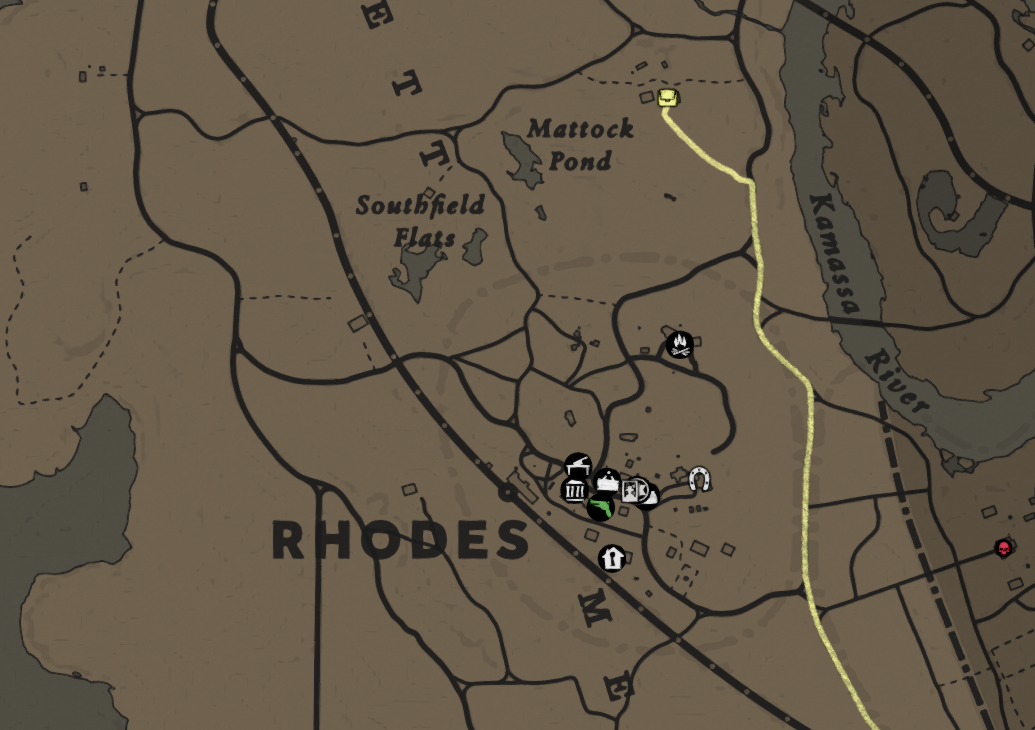 E
T
T
Mattock
Pond
Southfield
Flats
Kamassa
River
RHODES
M
E